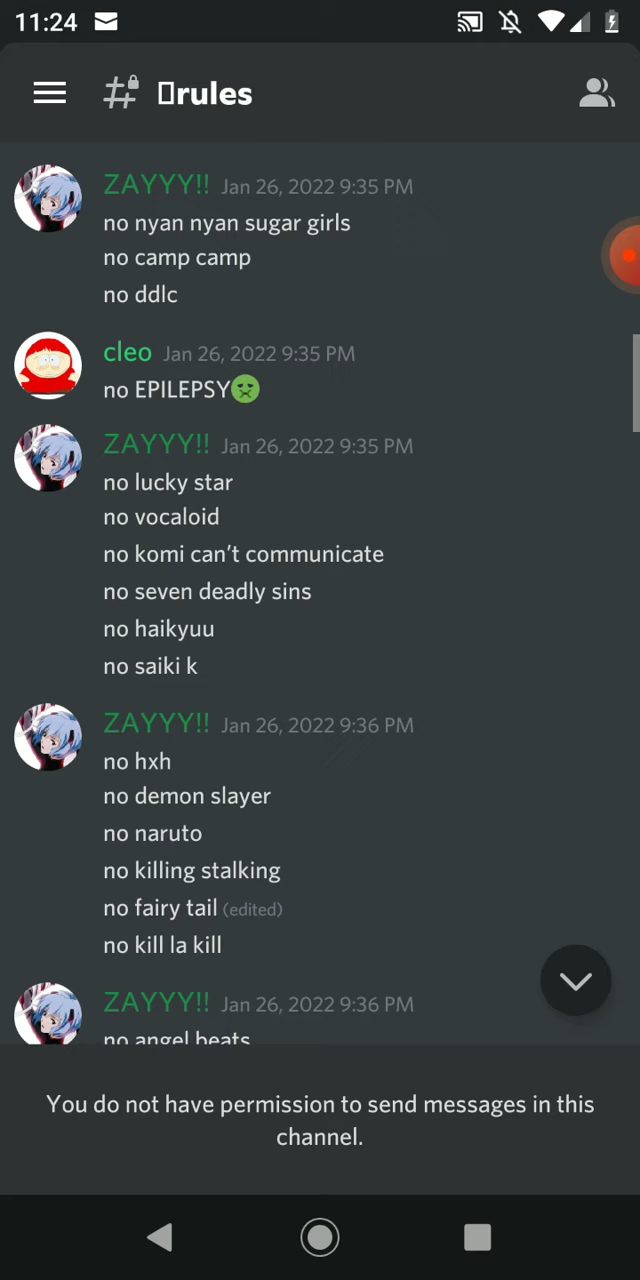 11:24
rules
ZAYYY!! Jan 26, 2022 9:35 PM
no nyan nyan sugar girls
no camp camp
no ddlc
cleo Jan 26, 2022 9:35 PM
no EPILEPSY
ZAYYY!! Jan 26, 2022 9:35 PM
no lucky star
no vocaloid
no komi can't communicate
no seven deadly sins
no haikyuu
no saiki k
ZAYYY!! Jan 26, 2022 9:36 PM
no hxh
no demon slayer
no naruto
no killing stalking
no fairy tail (edited)
no kill la kill
ZAYYY!! Jan 26, 2022 9:36 PM
no angel beats
You do not have permission to send messages in this
channel.